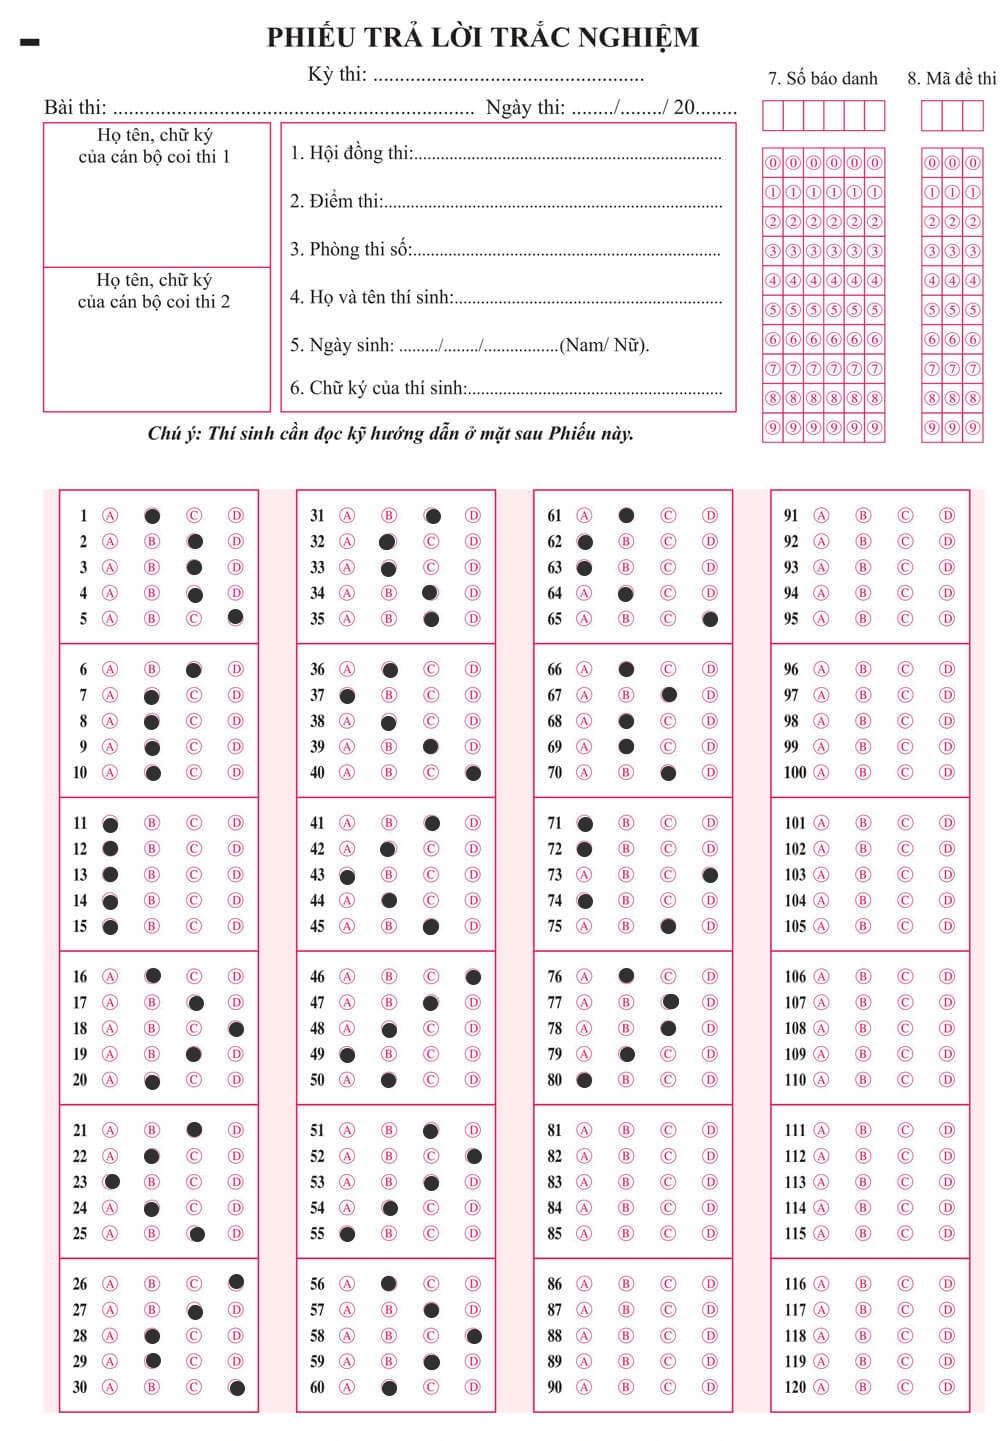 PHIẾU TRẢ LỜI TRẮC NGHIỆM
Kỳ thi: ...................................................
Bài thi: .................................................................... Ngày thi: ......../......../ 20........
7. Số báo danh
8. Mã đề thi
Họ tên, chữ ký
của cán bộ coi thi 1
Họ tên, chữ ký
của cán bộ coi thi 2
1. Hội đồng thi:......................................................................
2. Điểm thi:.............................................................................
3. Phòng thi số:......................................................................
4. Họ và tên thí sinh:.............................................................
5. Ngày sinh: ........./......../.................(Nam/ Nữ).
6. Chữ ký của thí sinh:..........................................................
0 0 0 0 0 0 0 0 0
1 1 1 1 1 1 1 1 1
2 2 2 2 2 2 2 2 2
3 3 3 3 3 3 3 3 3
4 4 4 4 4 4 4 4 4
5 5 5 5 5 5 5 5 5
6 6 6 6 6 6 6 6 6
7 7 7 7 7 7 7 7 7
8 8 8 8 8 8 8 8 8
9 9 9 9 9 9 9 9 9
Chú ý: Thí sinh cần đọc kỹ hướng dẫn ở mặt sau Phiếu này.
1 A C D
2 A B D
3 A B D
4 A B D
5 A B C
6 A B D
7 A C D
8 A C D
9 A C D
10 A C D
11 B C D
12 B C D
13 B C D
14 B C D
15 B C D
16 A C D
17 A B D
18 A B C
19 A B D
20 A C D
21 A B D
22 A C D
23 B C D
24 A C D
25 A B D
26 A B C
27 A B D
28 A C D
29 A C D
30 A B C
31 A B D
32 A C D
33 A C D
34 A B D
35 A B D
36 A C D
37 B C D
38 A C D
39 A B D
40 A B C
41 A B D
42 A C D
43 B C D
44 A C D
45 A B D
46 A B C
47 A B D
48 A C D
49 B C D
50 A C D
51 A B D
52 A B C
53 A B D
54 A C D
55 B C D
56 A C D
57 A B D
58 A B C
59 A B D
60 A C D
61 A C D
62 B C D
63 B C D
64 A C D
65 A B C
66 A C D
67 A B D
68 A C D
69 A C D
70 A B D
71 B C D
72 B C D
73 A B C
74 B C D
75 A B D
76 A C D
77 A B D
78 A B D
79 A C D
80 B C D
81 A B C D
82 A B C D
83 A B C D
84 A B C D
85 A B C D
86 A B C D
87 A B C D
88 A B C D
89 A B C D
90 A B C D
91 A B C D
92 A B C D
93 A B C D
94 A B C D
95 A B C D
96 A B C D
97 A B C D
98 A B C D
99 A B C D
100 A B C D
101 A B C D
102 A B C D
103 A B C D
104 A B C D
105 A B C D
106 A B C D
107 A B C D
108 A B C D
109 A B C D
110 A B C D
111 A B C D
112 A B C D
113 A B C D
114 A B C D
115 A B C D
116 A B C D
117 A B C D
118 A B C D
119 A B C D
120 A B C D